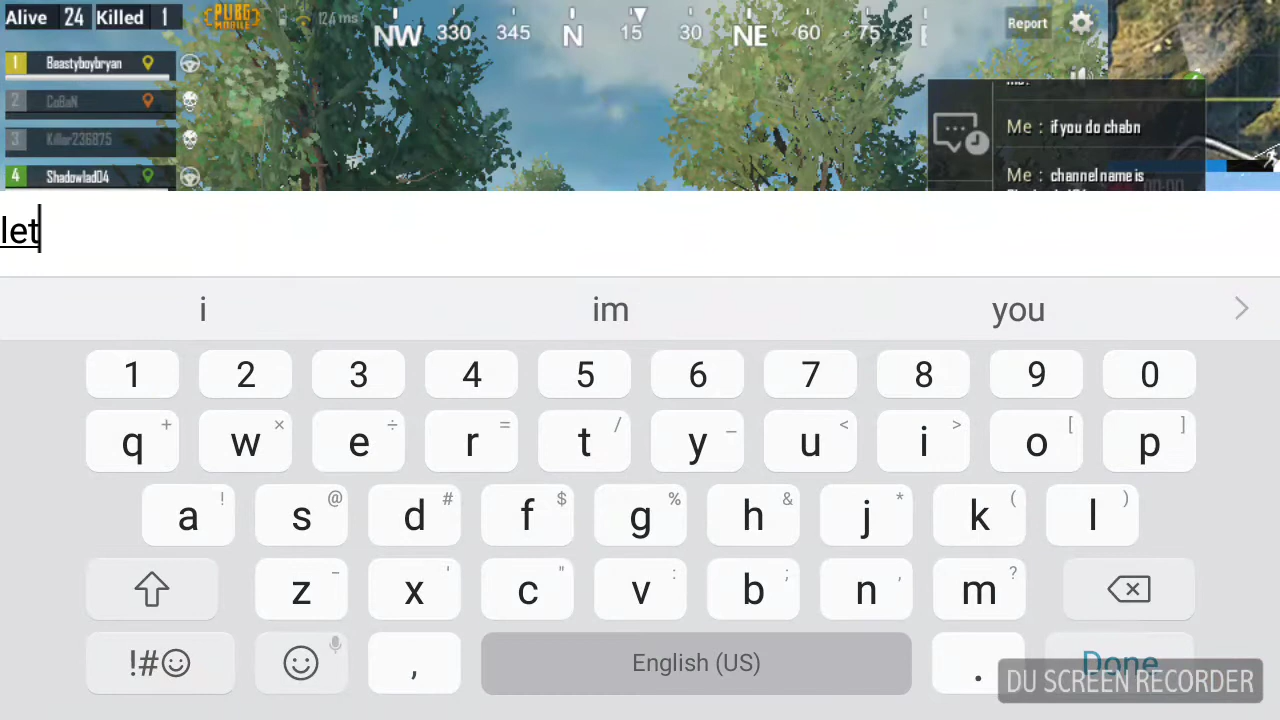 Alive 24 Killed 1 PUBG MOBILE
NW 330 345 N 15 30 NE 60 75
Report
1 Beastyboybryan
2 CoBaN
3 Killer236875
4 Shadowlad04
Me : if you do chabn
Me : channel name is
let
i im you
1 2 3 4 5 6 7 8 9 0
q + w × e ÷ r = t / y _ u < i > o [ p ]
a ! s @ d # f $ g % h & j * k ( l )
z - x ' c " v : b ; n , m ?
!#☺ , English (US) . Done
DU SCREEN RECORDER